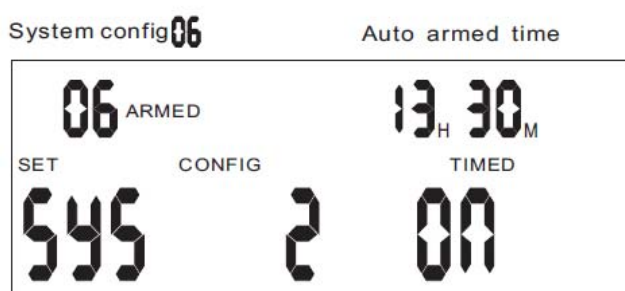 System config06 Auto armed time
06 ARMED 13H 30M
SET CONFIG TIMED
SYS 2 ON